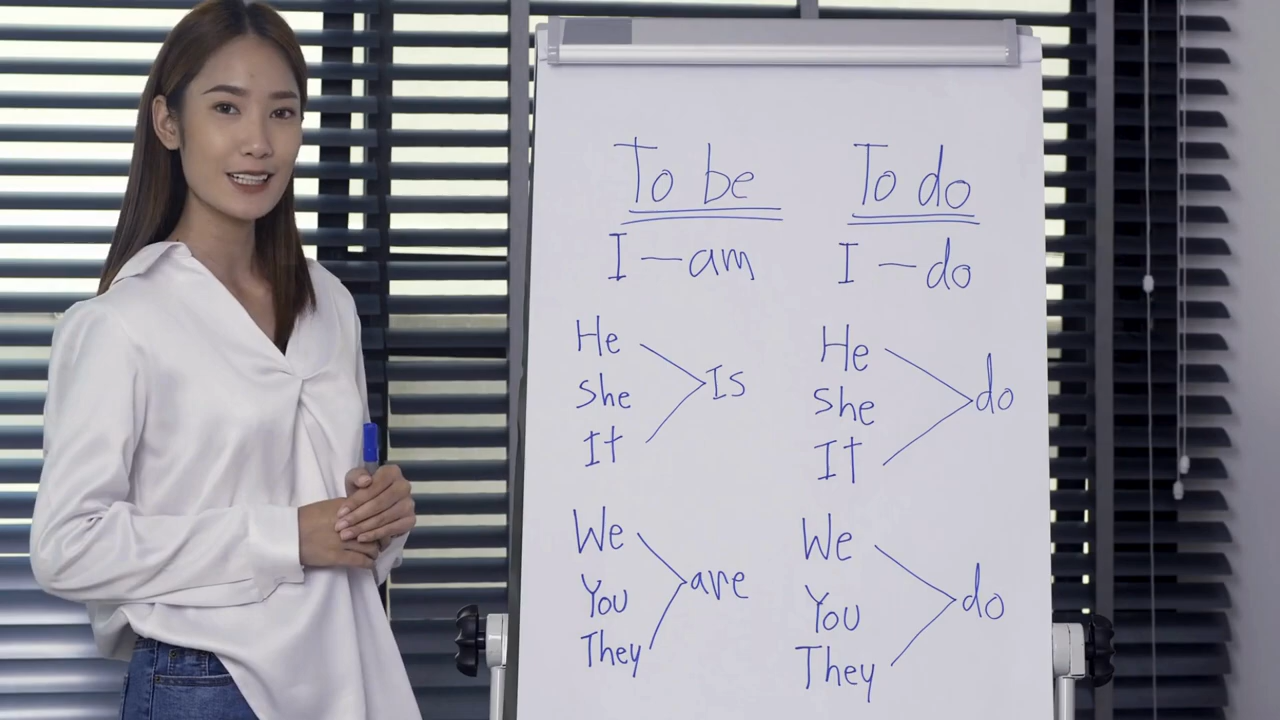 To be
I - am
He
She
It
Is
We
You
They
are
To do
I - do
He
She
It
do
We
You
They
do